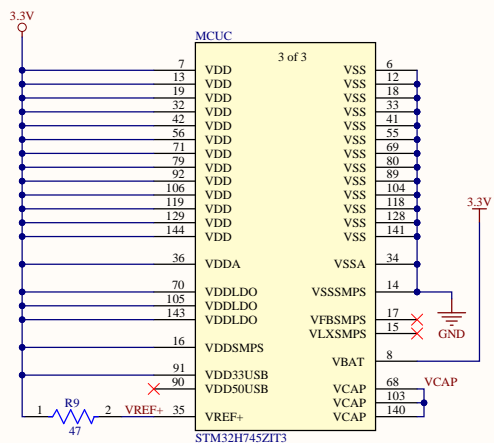 3.3V
MCUC
3 of 3
7 VDD VSS 6
13 VDD VSS 12
19 VDD VSS 18
32 VDD VSS 33
42 VDD VSS 41
56 VDD VSS 55
71 VDD VSS 69
79 VDD VSS 80
92 VDD VSS 89
106 VDD VSS 104
119 VDD VSS 118
129 VDD VSS 128
144 VDD VSS 141
3.3V
36 VDDA VSSA 34
70 VDDLDO VSSSMPS 14
105 VDDLDO
143 VDDLDO VFBSMPS 17
VLXSMPS 15
GND
16 VDDSMPS
VBAT 8
91 VDD33USB
90 VDD50USB VCAP 68 VCAP
VCAP 103
R9
1 2 VREF+ 35 VREF+ VCAP 140
47
STM32H745ZIT3